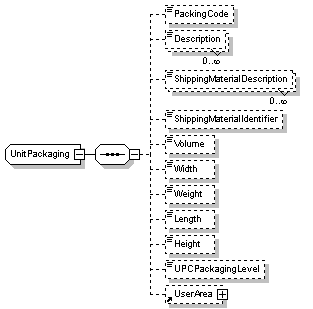 PackingCode
Description
0..∞
ShippingMaterialDescription
0..∞
ShippingMaterialIdentifier
UnitPackaging
Volume
Width
Weight
Length
Height
UPCPackagingLevel
UserArea